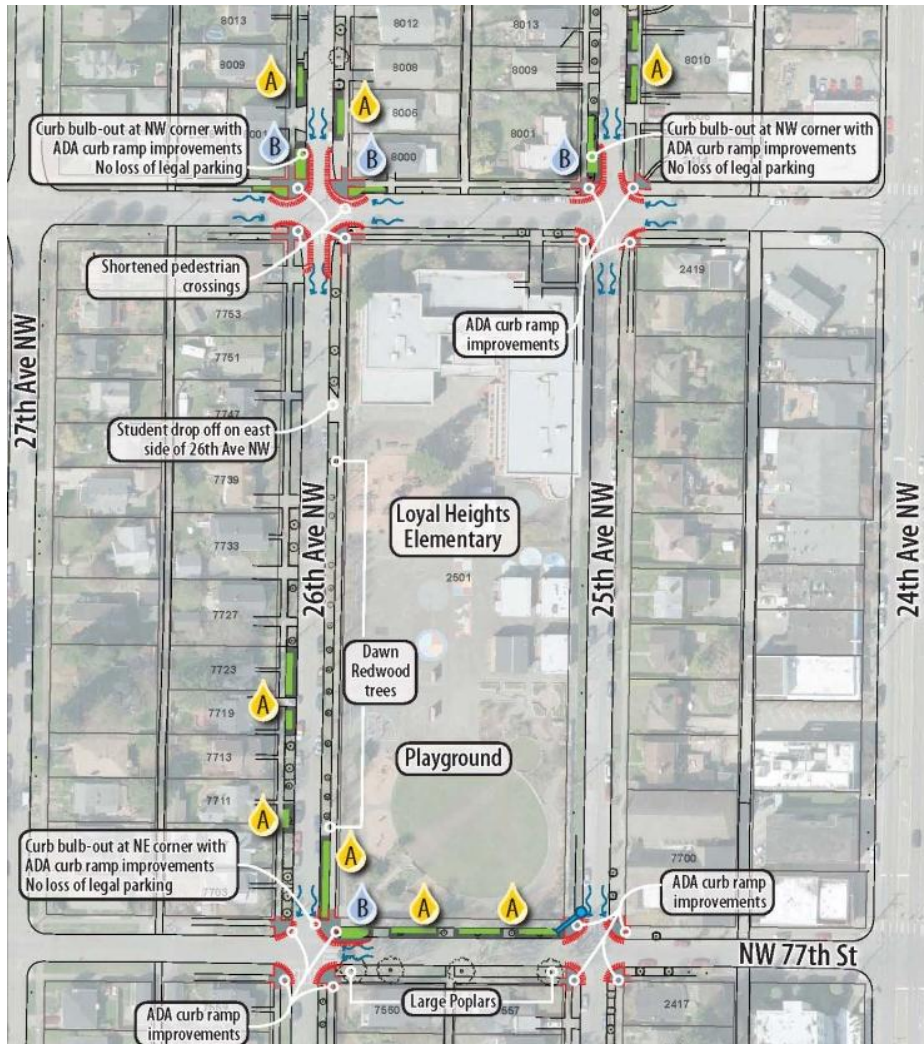 8013
8012
8013
8009
8008
8009
8010
A
A
A
8006
Curb bulb-out at NW corner with
ADA curb ramp improvements
No loss of legal parking
B
8000
B
8001
B
Curb bulb-out at NW corner with
ADA curb ramp improvements
No loss of legal parking
Shortened pedestrian
crossings
2419
7753
ADA curb ramp
improvements
7751
27th Ave NW
7747
Student drop off on east
side of 26th Ave NW
7739
26th Ave NW
Loyal Heights
Elementary
25th Ave NW
24th Ave NW
7733
2501
7727
Dawn
Redwood
trees
7723
A
7719
7713
Playground
7711
A
Curb bulb-out at NE corner with
ADA curb ramp improvements
No loss of legal parking
A
7700
7703
B
A
A
ADA curb ramp
improvements
NW 77th St
Large Poplars
ADA curb ramp
improvements
7550
7557
2417